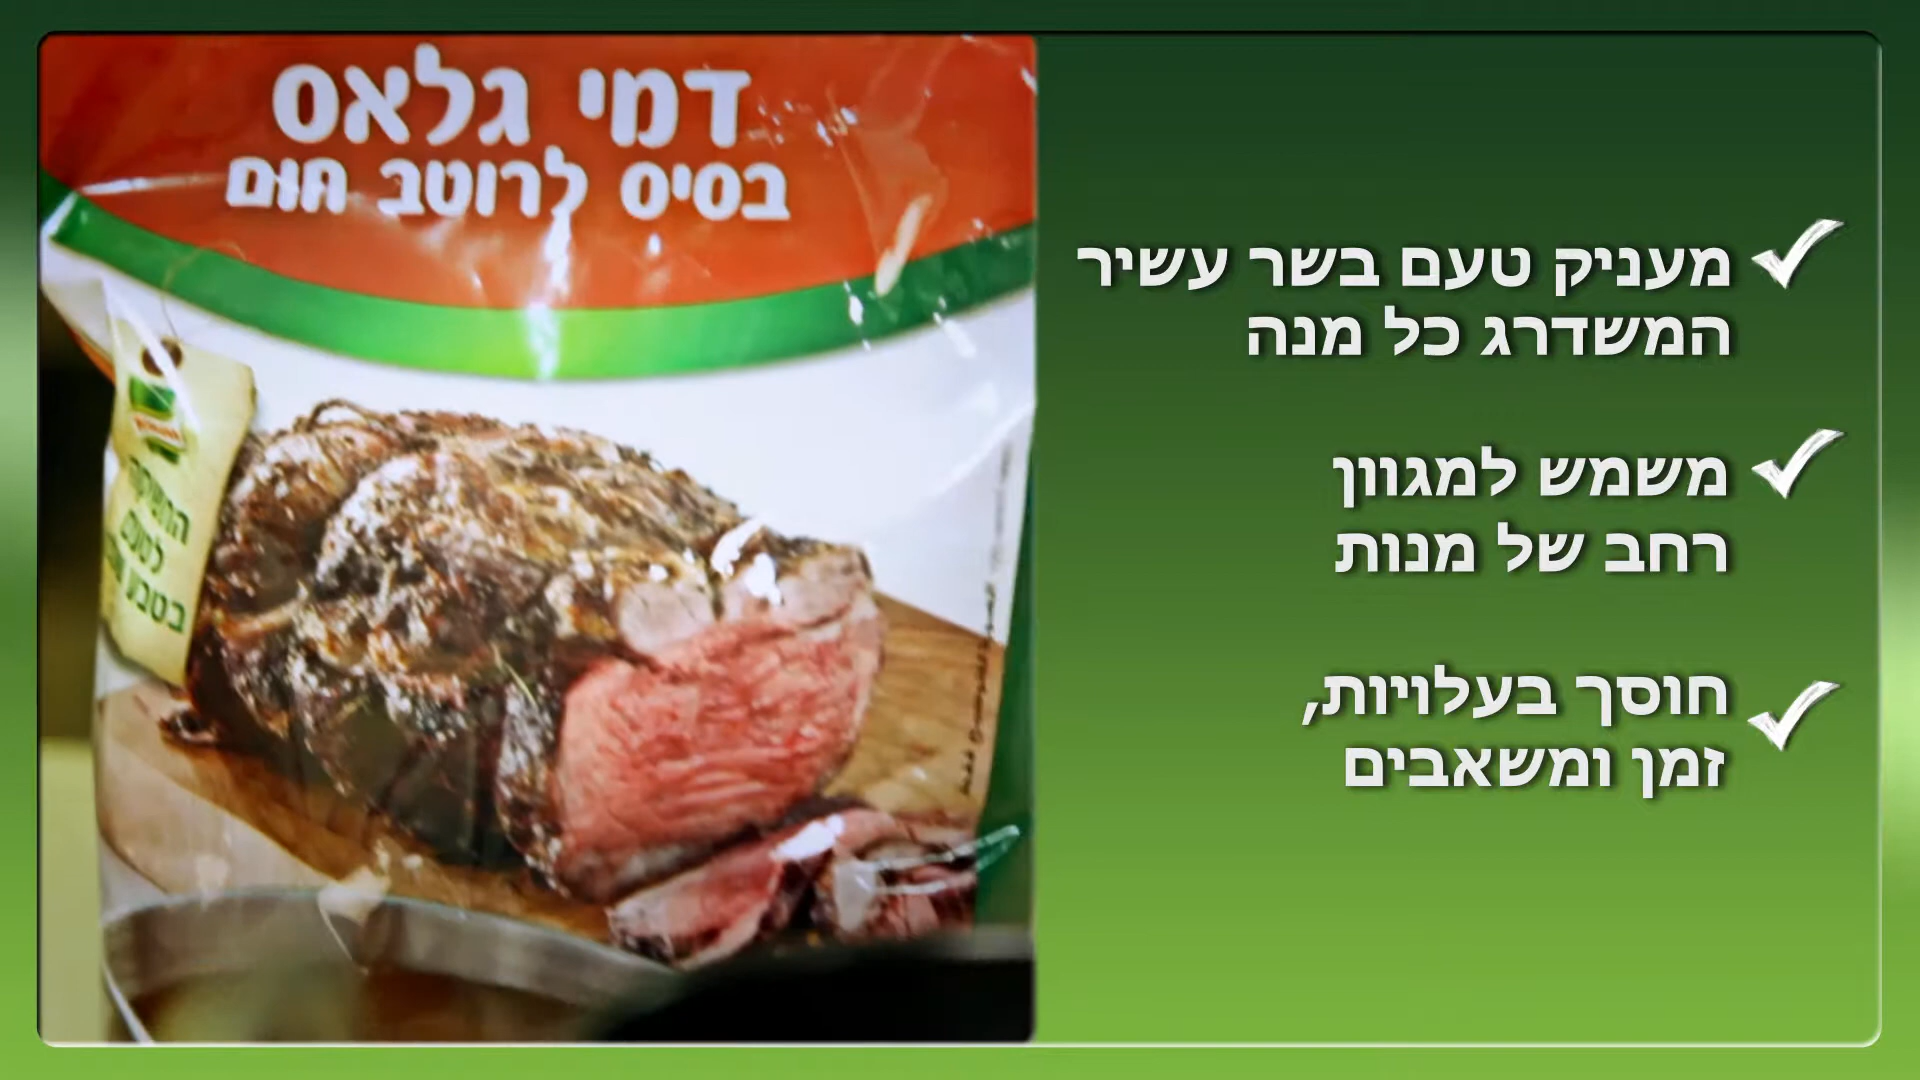 דמי גלאס
בסיס לרוטב חום
מעניק טעם בשר עשיר
המשדרג כל מנה
משמש למגוון
רחב של מנות
חוסך בעלויות,
זמן ומשאבים
לטעם